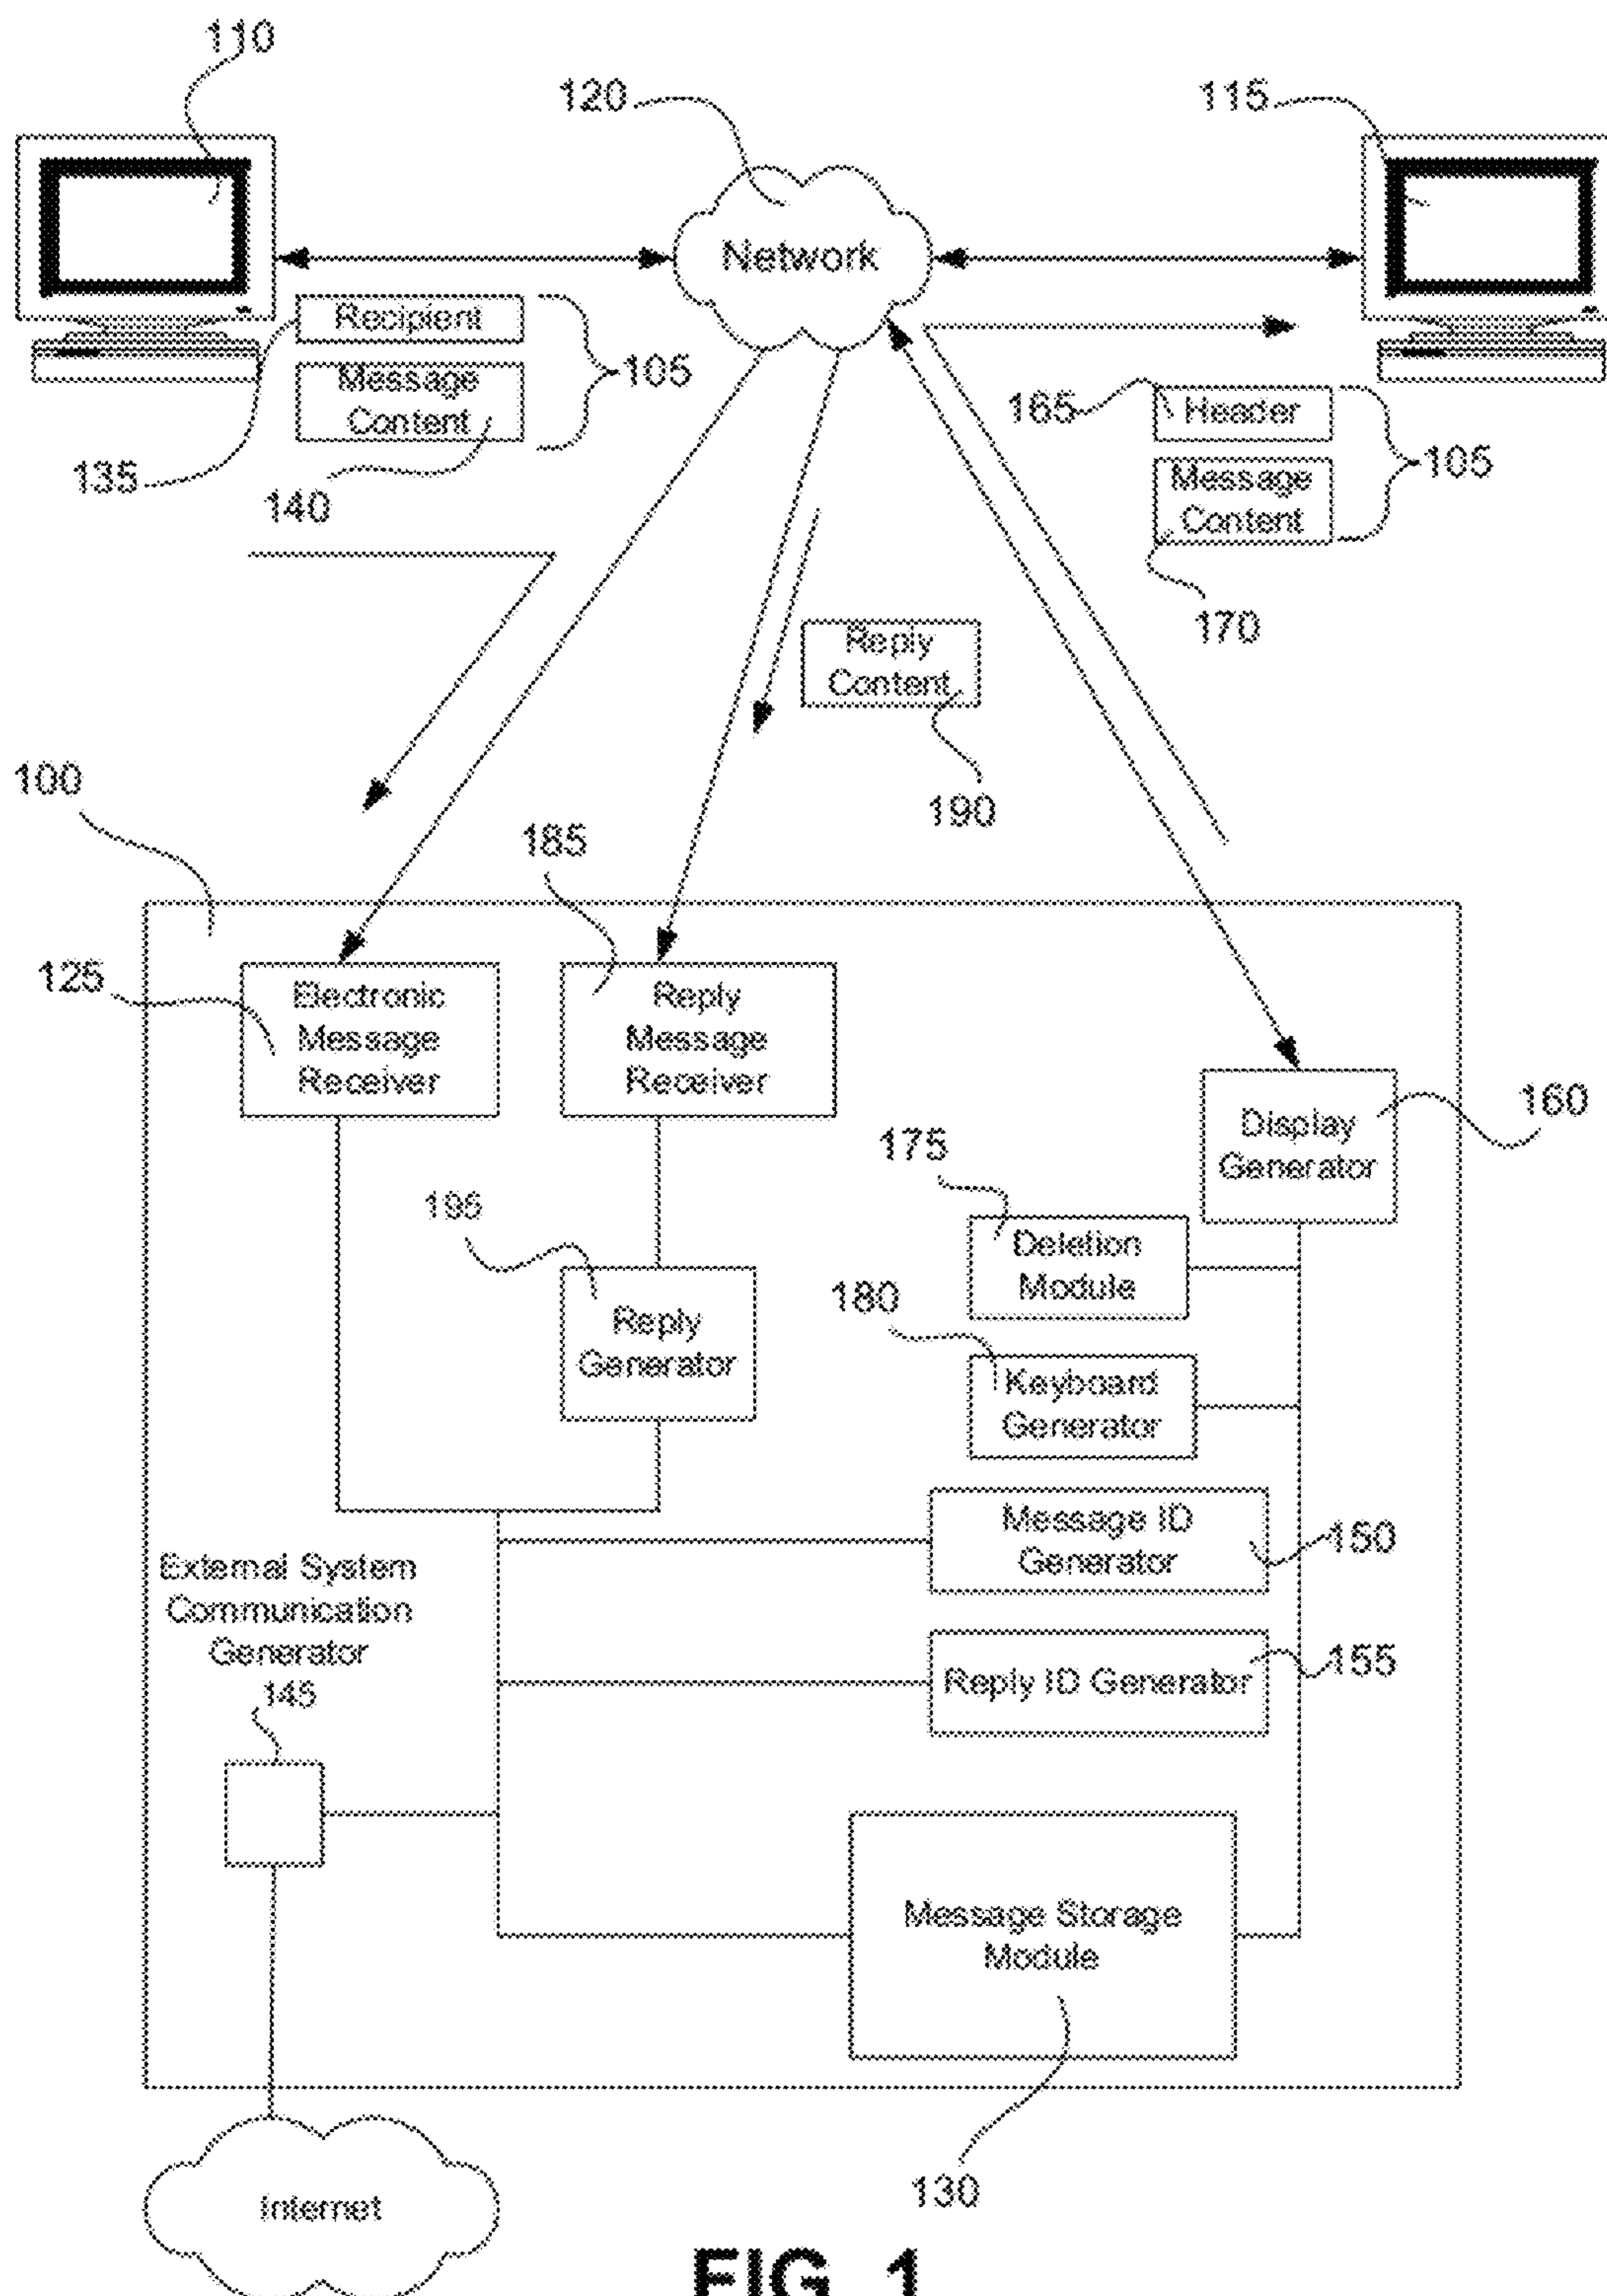 110
120
115
Network
Recipient
Message
Content
105
135
140
165
Header
Message
Content
105
170
Reply
Content
190
100
185
125
Electronic
Message
Receiver
Reply
Message
Receiver
160
Display
Generator
175
Deletion
Module
195
Reply
Generator
180
Keyboard
Generator
Message ID
Generator
150
External System
Communication
Generator
145
Reply ID Generator
155
Message Storage
Module
130
Internet
FIG. 1